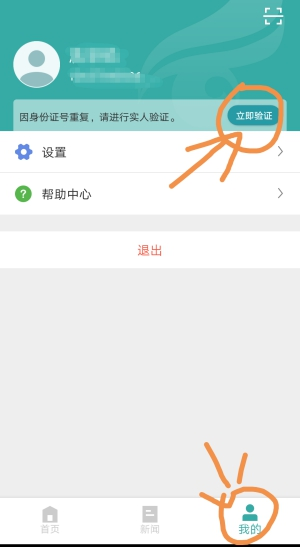 因身份证号重复，请进行实人验证。
立即验证
设置
帮助中心
退出
首页
新闻
我的